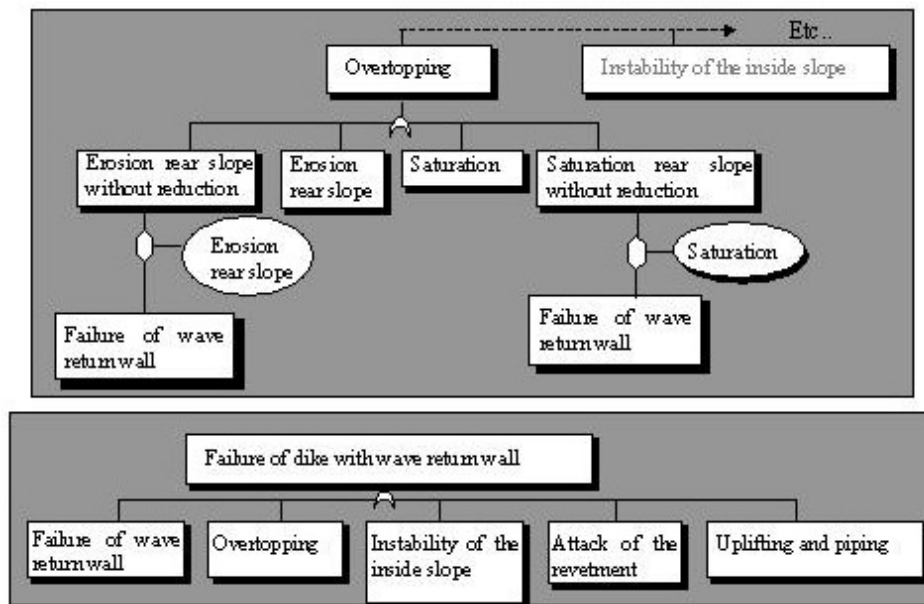 Etc..
Overtopping
Instability of the inside slope
Erosion rear slope
without reduction
Erosion
rear slope
Saturation
Saturation rear slope
without reduction
Erosion
rear slope
Saturation
Failure of wave
return wall
Failure of wave
return wall
Failure of dike with wave return wall
Failure of wave
return wall
Overtopping
Instability of the
inside slope
Attack of the
revetment
Uplifting and piping